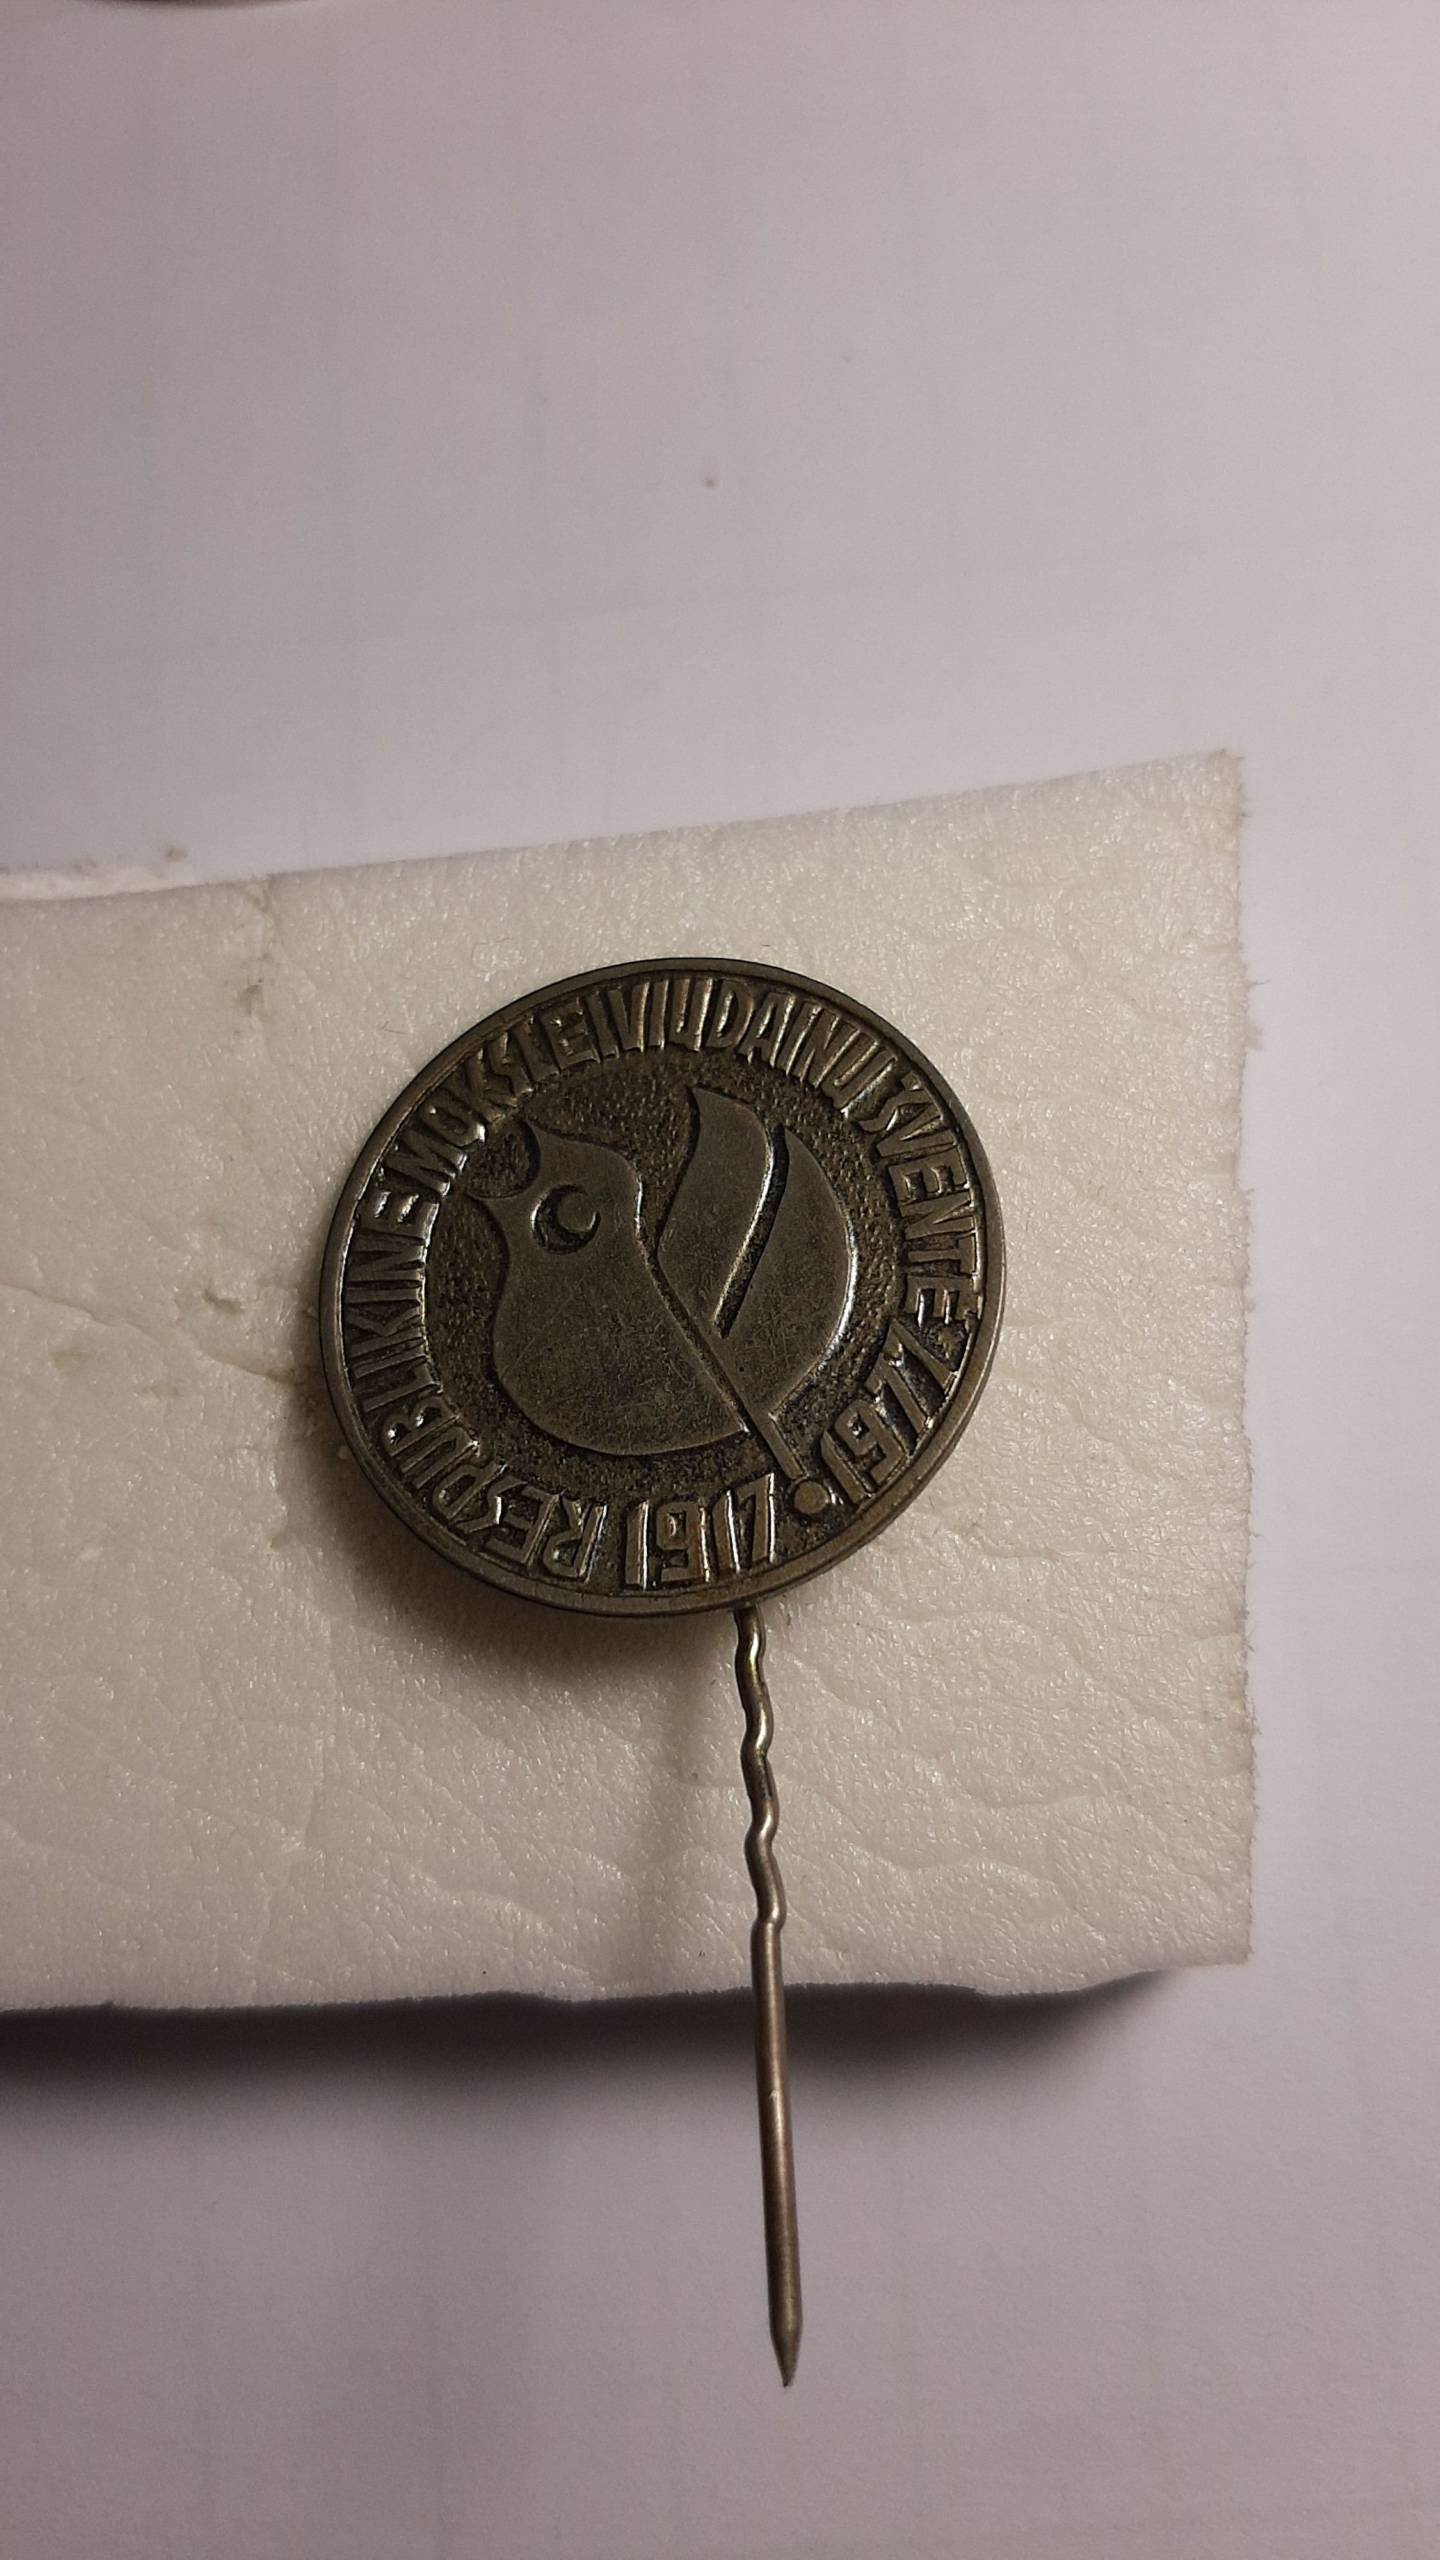 RESPUBLIKINĖ MOKSLEIVIŲ DAINŲ ŠVENTĖ 1977
1917